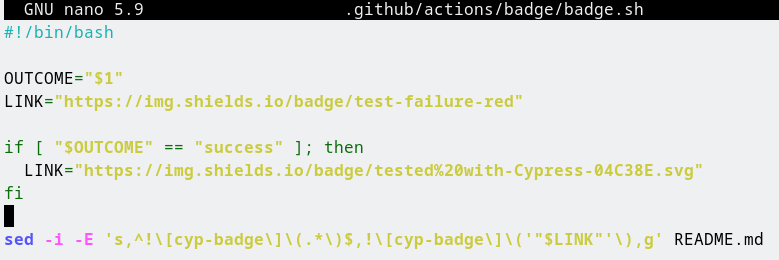 GNU nano 5.9 .github/actions/badge/badge.sh
#!/bin/bash
OUTCOME="$1"
LINK="https://img.shields.io/badge/test-failure-red"
if [ "$OUTCOME" == "success" ]; then
LINK="https://img.shields.io/badge/tested%20with-Cypress-04C38E.svg"
fi
sed -i -E 's,^!\[cyp-badge\]\(.*\)$,!\[cyp-badge\]\('"$LINK"'\),g' README.md